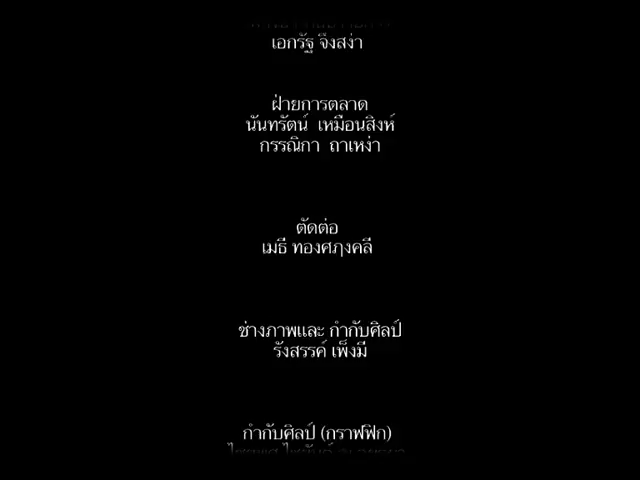 เอกรัฐ จึงสง่า
ฝ่ายการตลาด
นันทรัตน์ เหมือนสิงห์
กรรณิกา ถาเหง่า
ตัดต่อ
เมธี ทองศฤงคลี
ช่างภาพและ กำกับศิลป์
รังสรรค์ เพ็งมี
กำกับศิลป์ (กราฟฟิก)